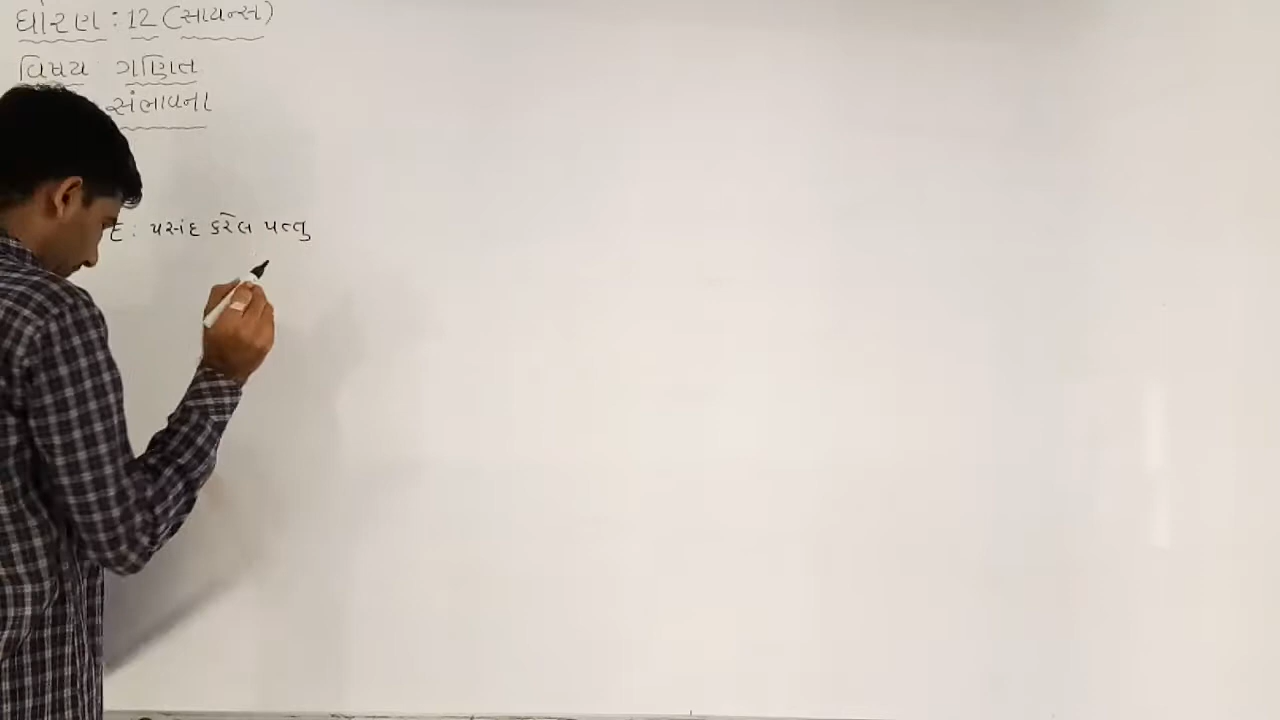 ધોરણ : 12 (સાયન્સ)
વિષય ગણિત
સંભાવના
E : પસંદ કરેલ પત્તુ